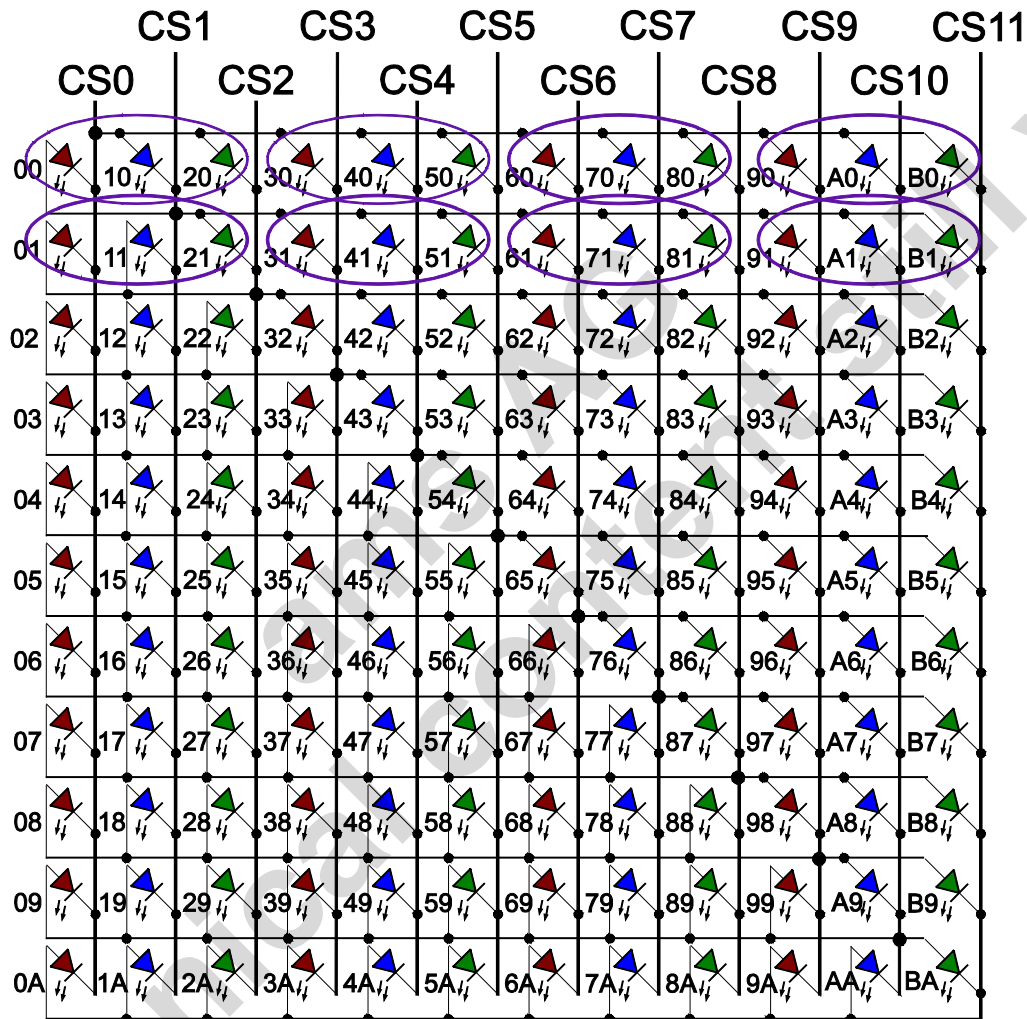 CS1 CS3 CS5 CS7 CS9 CS11
CS0 CS2 CS4 CS6 CS8 CS10
00 10 20 30 40 50 60 70 80 90 A0 B0
01 11 21 31 41 51 61 71 81 91 A1 B1
02 12 22 32 42 52 62 72 82 92 A2 B2
03 13 23 33 43 53 63 73 83 93 A3 B3
04 14 24 34 44 54 64 74 84 94 A4 B4
05 15 25 35 45 55 65 75 85 95 A5 B5
06 16 26 36 46 56 66 76 86 96 A6 B6
07 17 27 37 47 57 67 77 87 97 A7 B7
08 18 28 38 48 58 68 78 88 98 A8 B8
09 19 29 39 49 59 69 79 89 99 A9 B9
0A 1A 2A 3A 4A 5A 6A 7A 8A 9A AA BA
ams AG
nical content still